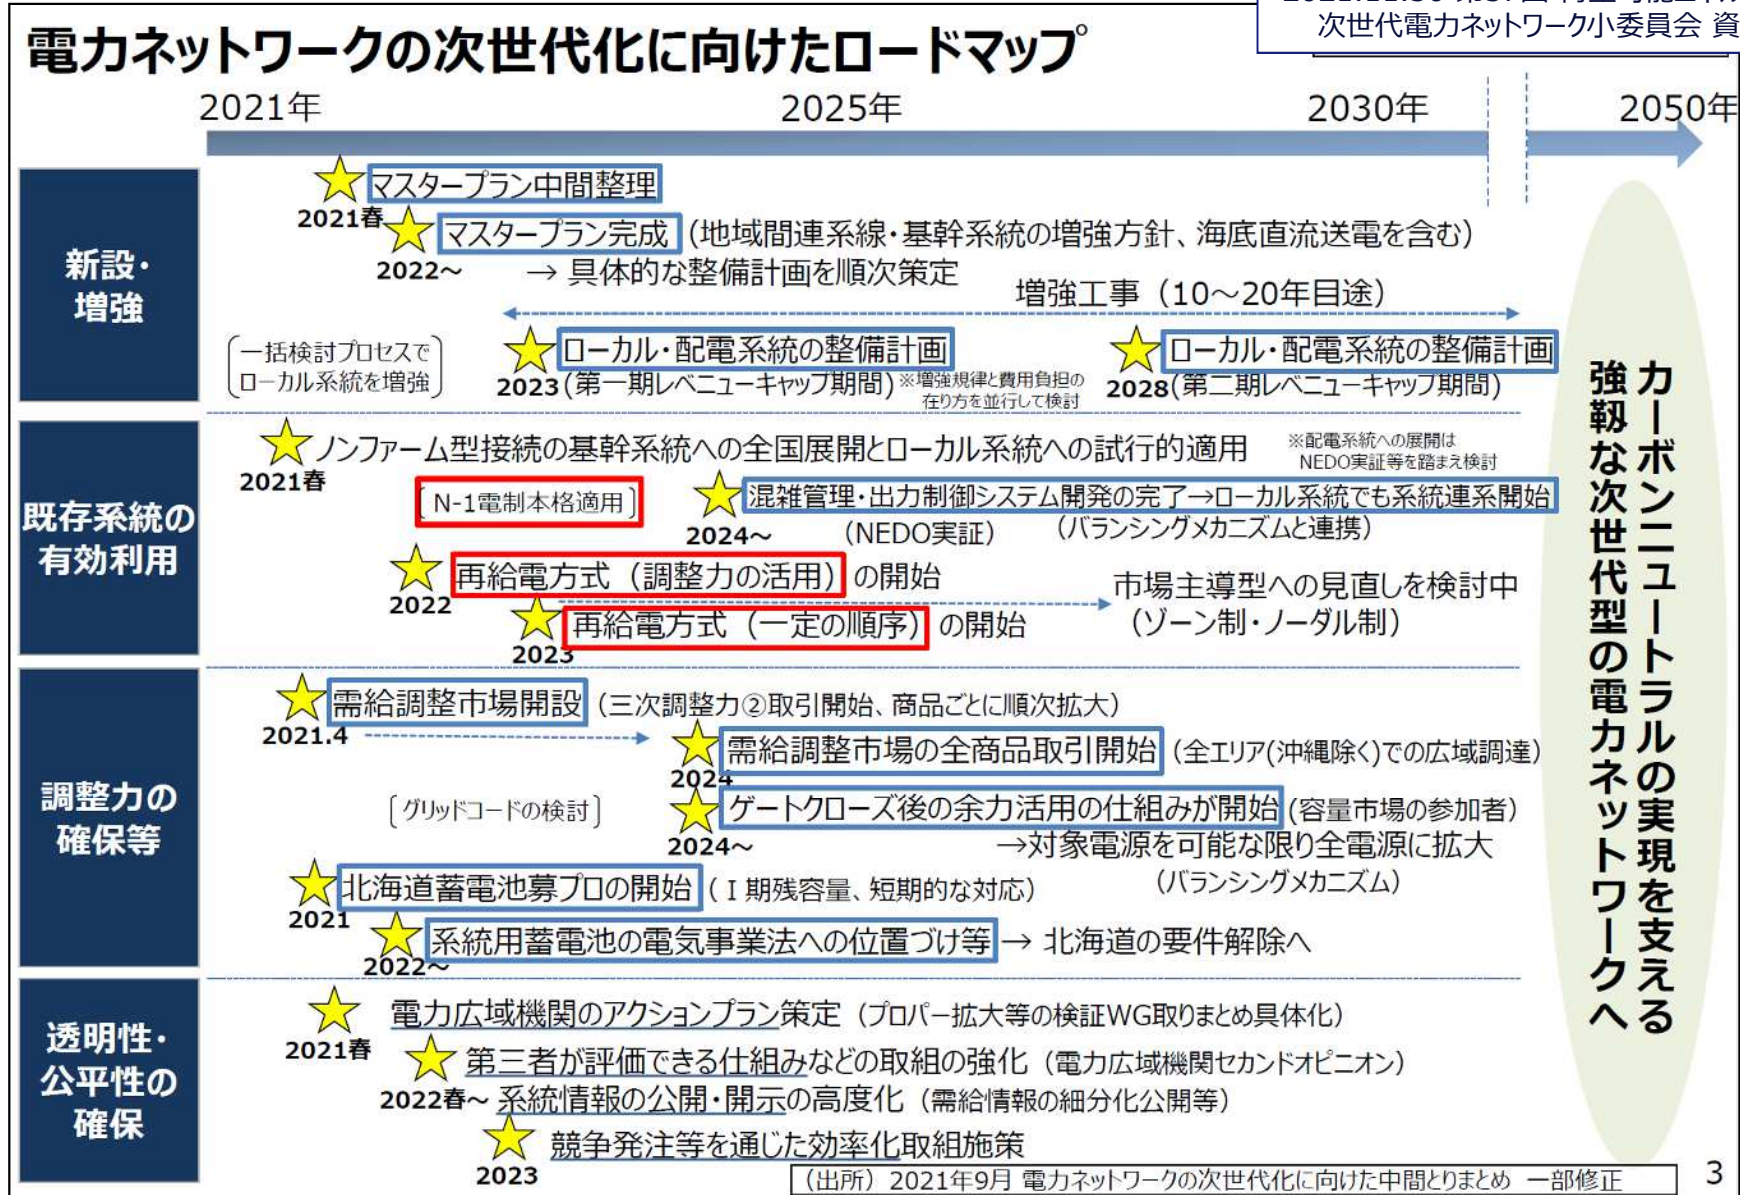 次世代電力ネットワーク小委員会 資
電力ネットワークの次世代化に向けたロードマップ
2021年
2025年
2030年
2050年
新設・
増強
マスタープラン中間整理
2021春
マスタープラン完成 (地域間連系線・基幹系統の増強方針、海底直流送電を含む)
2022～
→ 具体的な整備計画を順次策定
増強工事（10～20年目途）
一括検討プロセスで
ローカル系統を増強
ローカル・配電系統の整備計画
2023 (第一期レベニューキャップ期間)
※増強規律と費用負担の
在り方を並行して検討
ローカル・配電系統の整備計画
2028 (第二期レベニューキャップ期間)
既存系統の
有効利用
ノンファーム型接続の基幹系統への全国展開とローカル系統への試行的適用
2021春
※配電系統への展開は
NEDO実証等を踏まえ検討
〔N-1電制本格適用〕
混雑管理・出力制御システム開発の完了→ローカル系統でも系統連系開始
2024～
（NEDO実証）
（バランシングメカニズムと連携）
再給電方式（調整力の活用）の開始
2022
再給電方式（一定の順序）の開始
2023
市場主導型への見直しを検討中
（ゾーン制・ノーダル制）
調整力の
確保等
需給調整市場開設（三次調整力②取引開始、商品ごとに順次拡大）
2021.4
需給調整市場の全商品取引開始 (全エリア(沖縄除く)での広域調達)
2024
〔グリッドコードの検討〕
ゲートクローズ後の余力活用の仕組みが開始 (容量市場の参加者)
2024～
→対象電源を可能な限り全電源に拡大
（バランシングメカニズム）
北海道蓄電池募プロの開始（Ⅰ期残容量、短期的な対応）
2021
系統用蓄電池の電気事業法への位置づけ等 → 北海道の要件解除へ
2022～
透明性・
公平性の
確保
電力広域機関のアクションプラン策定（プロパー拡大等の検証WG取りまとめ具体化）
2021春
第三者が評価できる仕組みなどの取組の強化（電力広域機関セカンドオピニオン）
2022春～
系統情報の公開・開示の高度化（需給情報の細分化公開等）
競争発注等を通じた効率化取組施策
2023
カーボンニュートラルの実現を支える
強靱な次世代型の電力ネットワークへ
（出所）2021年9月 電力ネットワークの次世代化に向けた中間とりまとめ 一部修正
3